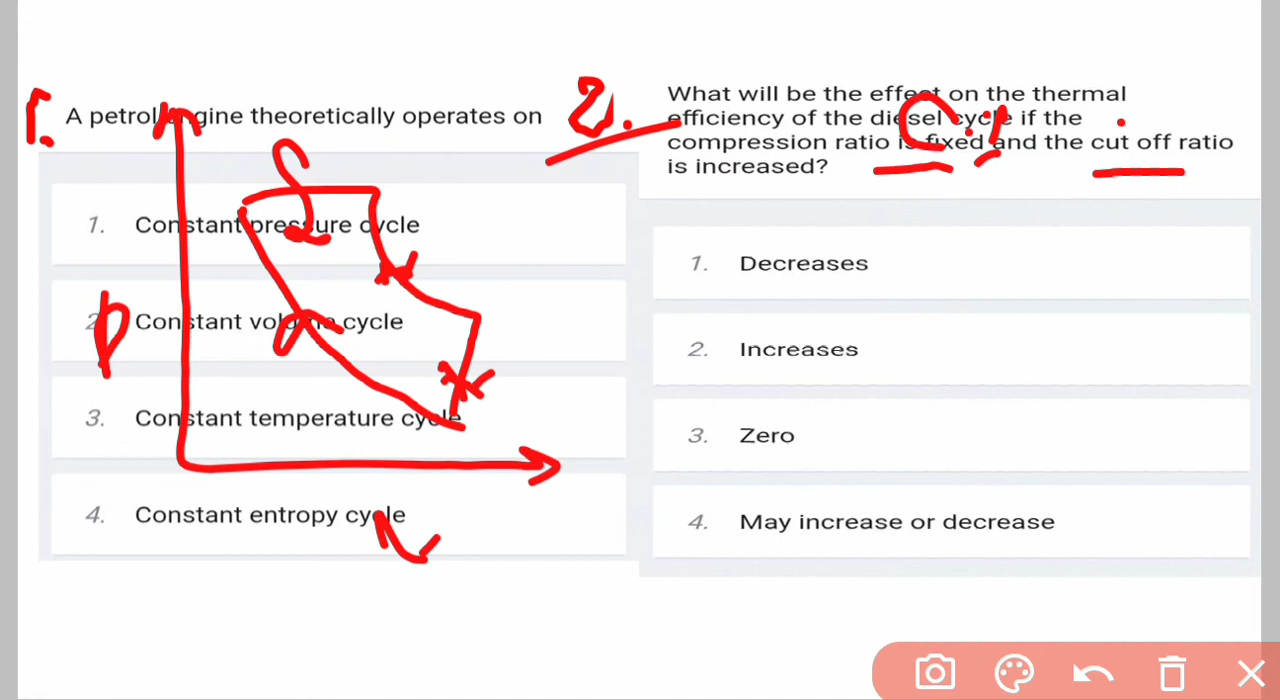 1.
A petrol engine theoretically operates on
1. Constant pressure cycle
2. Constant volume cycle
3. Constant temperature cycle
4. Constant entropy cycle
P
2.
What will be the effect on the thermal
efficiency of the diesel cycle if the
compression ratio is fixed and the cut off ratio
is increased?
1. Decreases
2. Increases
3. Zero
4. May increase or decrease